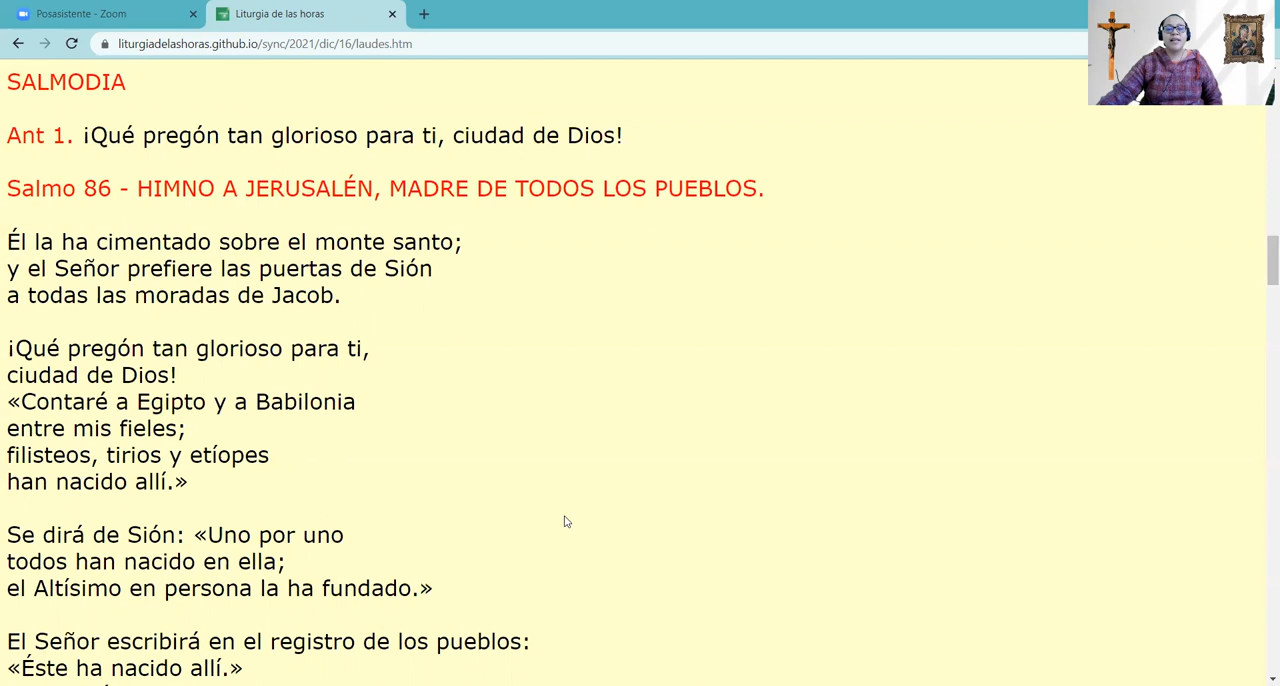 Posasistente - Zoom
Liturgia de las horas
liturgiadelashoras.github.io/sync/2021/dic/16/laudes.htm
SALMODIA
Ant 1. ¡Qué pregón tan glorioso para ti, ciudad de Dios!
Salmo 86 - HIMNO A JERUSALÉN, MADRE DE TODOS LOS PUEBLOS.
Él la ha cimentado sobre el monte santo;
y el Señor prefiere las puertas de Sión
a todas las moradas de Jacob.
¡Qué pregón tan glorioso para ti,
ciudad de Dios!
«Contaré a Egipto y a Babilonia
entre mis fieles;
filisteos, tirios y etíopes
han nacido allí.»
Se dirá de Sión: «Uno por uno
todos han nacido en ella;
el Altísimo en persona la ha fundado.»
El Señor escribirá en el registro de los pueblos:
«Éste ha nacido allí.»